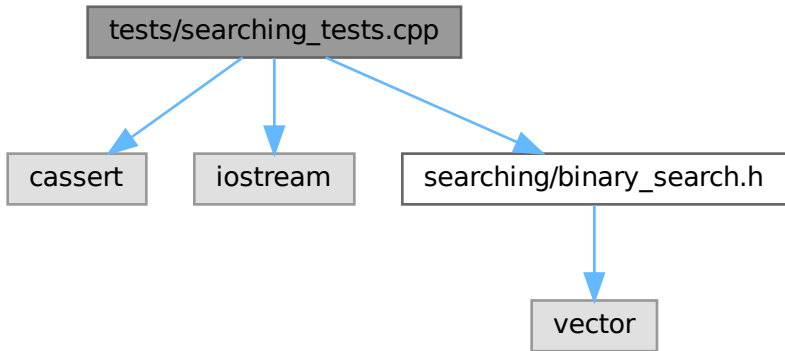 tests/searching_tests.cpp
cassert
iostream
searching/binary_search.h
vector